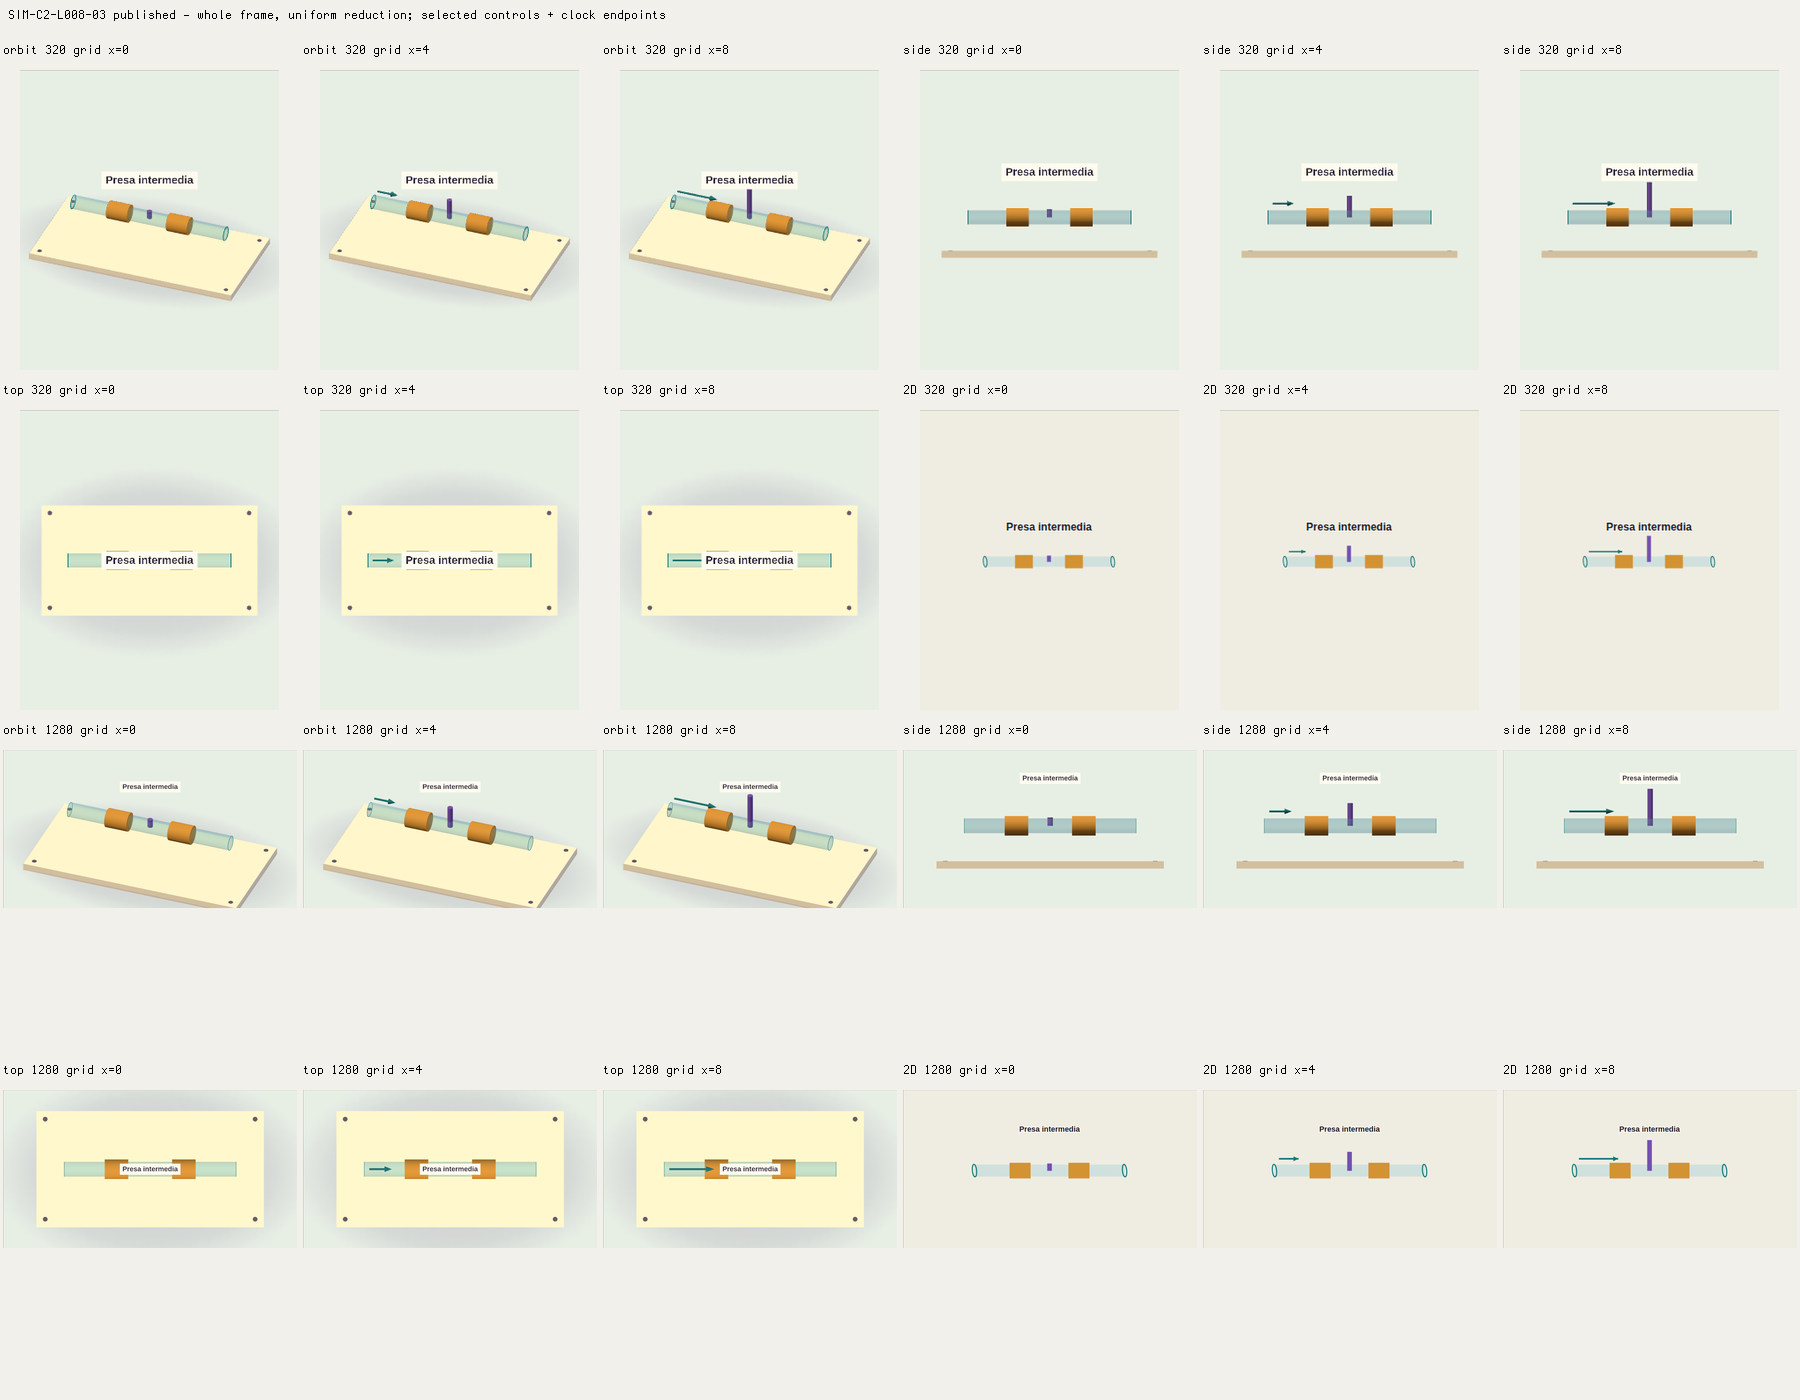 SIM-C2-L008-03 published — whole frame, uniform reduction; selected controls + clock endpoints
orbit 320 grid x=0
orbit 320 grid x=4
orbit 320 grid x=8
side 320 grid x=0
side 320 grid x=4
side 320 grid x=8
Presa intermedia
Presa intermedia
Presa intermedia
Presa intermedia
Presa intermedia
Presa intermedia
top 320 grid x=0
top 320 grid x=4
top 320 grid x=8
2D 320 grid x=0
2D 320 grid x=4
2D 320 grid x=8
Presa intermedia
Presa intermedia
Presa intermedia
Presa intermedia
Presa intermedia
Presa intermedia
orbit 1280 grid x=0
orbit 1280 grid x=4
orbit 1280 grid x=8
side 1280 grid x=0
side 1280 grid x=4
side 1280 grid x=8
Presa intermedia
Presa intermedia
Presa intermedia
Presa intermedia
Presa intermedia
Presa intermedia
top 1280 grid x=0
top 1280 grid x=4
top 1280 grid x=8
2D 1280 grid x=0
2D 1280 grid x=4
2D 1280 grid x=8
Presa intermedia
Presa intermedia
Presa intermedia
Presa intermedia
Presa intermedia
Presa intermedia